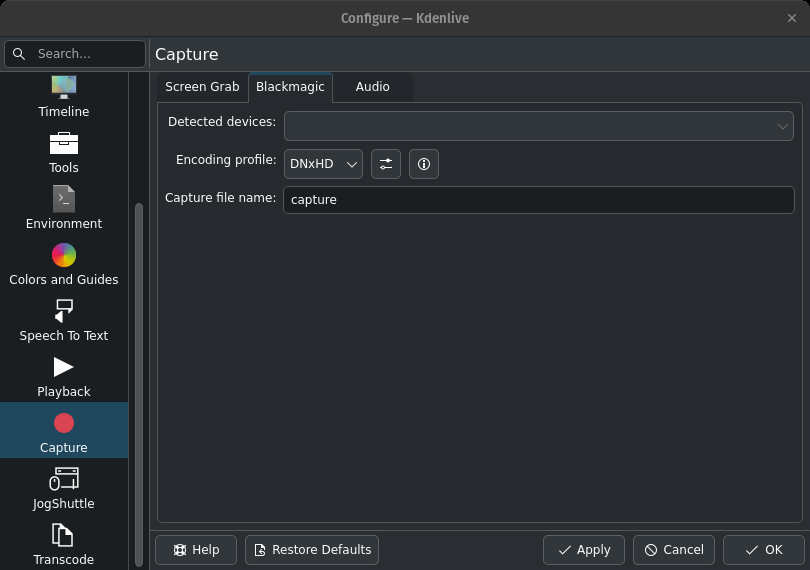 Configure — Kdenlive
Search...
Capture
Timeline
Tools
Environment
Colors and Guides
Speech To Text
Playback
Capture
JogShuttle
Transcode
Screen Grab
Blackmagic
Audio
Detected devices:
Encoding profile:
DNxHD
Capture file name:
capture
Help
Restore Defaults
Apply
Cancel
OK